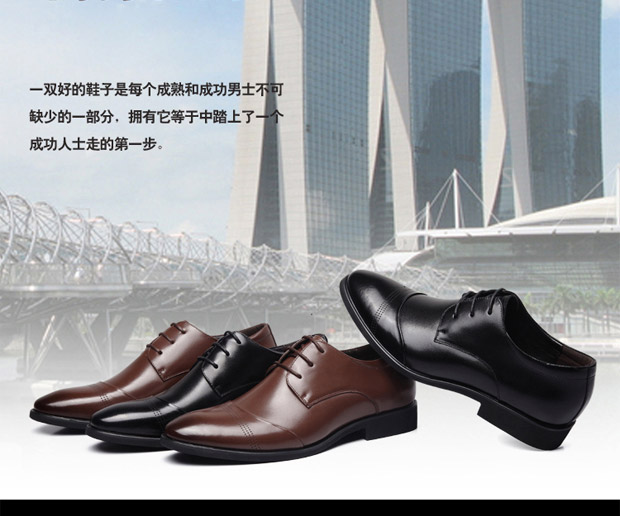 一双好的鞋子是每个成熟和成功男士不可
缺少的一部分，拥有它等于中踏上了一个
成功人士走的第一步。